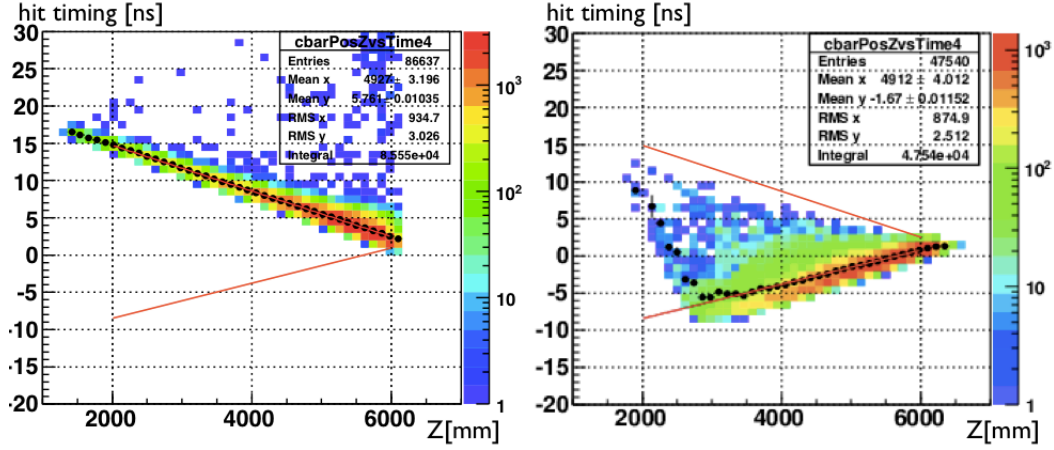 hit timing [ns]
30
25
20
15
10
5
0
-5
-10
-15
-20
2000
4000
6000
Z[mm]
cbarPosZvsTime4
Entries 86637
Mean x 4927 ± 3.196
Mean y 5.761 ± 0.01035
RMS x 934.7
RMS y 3.026
Integral 8.555e+04
10³
10²
10
1
hit timing [ns]
30
25
20
15
10
5
0
-5
-10
-15
-20
2000
4000
6000
Z[mm]
cbarPosZvsTime4
Entries 47540
Mean x 4912 ± 4.012
Mean y -1.67 ± 0.01152
RMS x 874.9
RMS y 2.512
Integral 4.754e+04
10³
10²
10
1